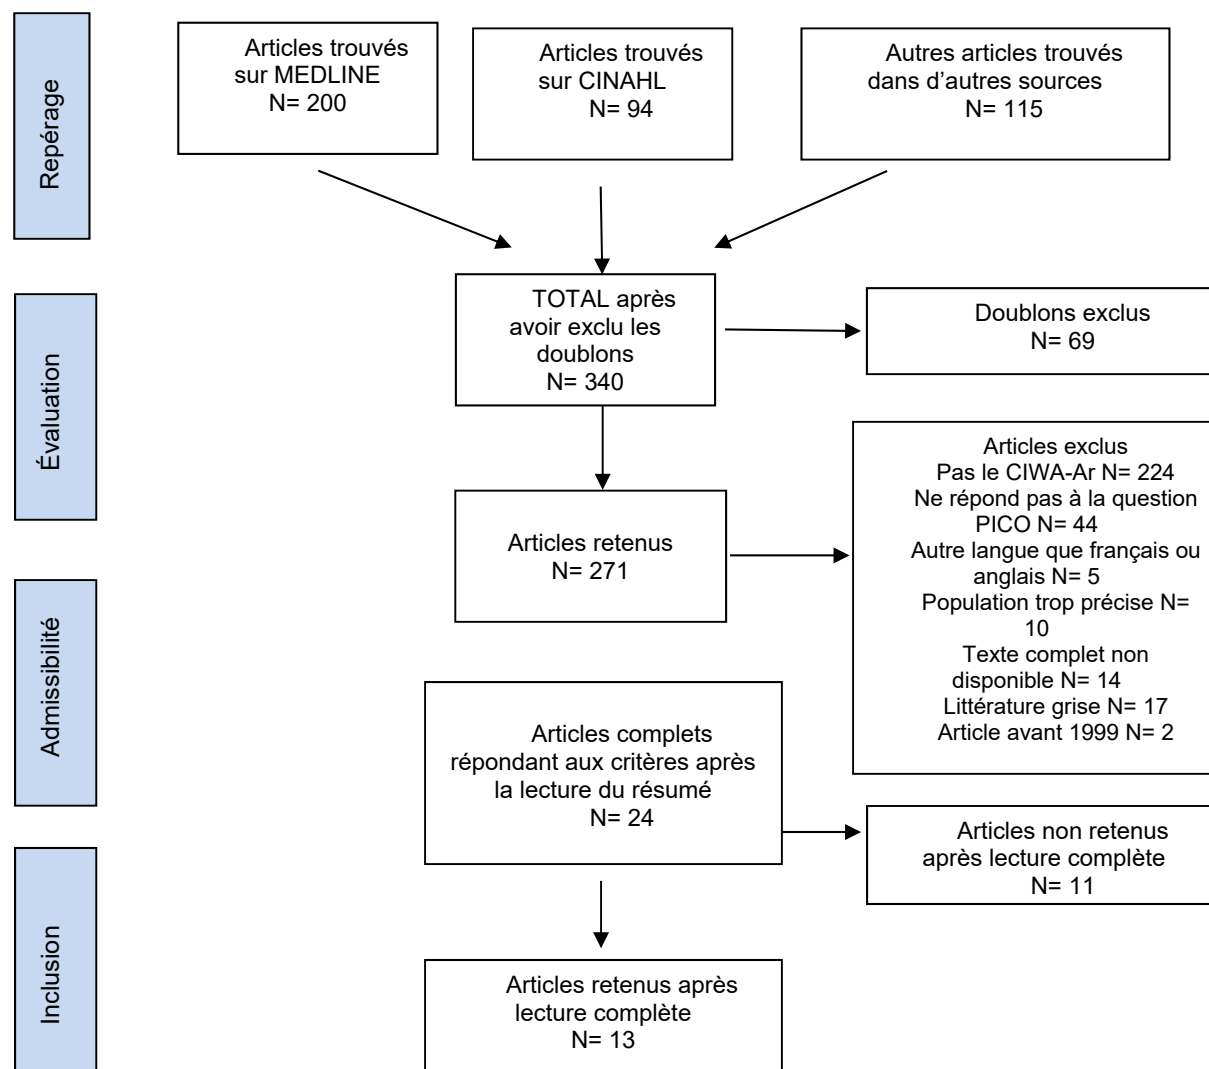 Repérage
Articles trouvés
sur MEDLINE
N= 200
Articles trouvés
sur CINAHL
N= 94
Autres articles trouvés
dans d'autres sources
N= 115
Évaluation
TOTAL après
avoir exclu les
doublons
N= 340
Doublons exclus
N= 69
Articles retenus
N= 271
Articles exclus
Pas le CIWA-Ar N= 224
Ne répond pas à la question
PICO N= 44
Autre langue que français ou
anglais N= 5
Population trop précise N=
10
Texte complet non
disponible N= 14
Littérature grise N= 17
Article avant 1999 N= 2
Admissibilité
Articles complets
répondant aux critères après
la lecture du résumé
N= 24
Articles non retenus
après lecture complète
N= 11
Inclusion
Articles retenus après
lecture complète
N= 13